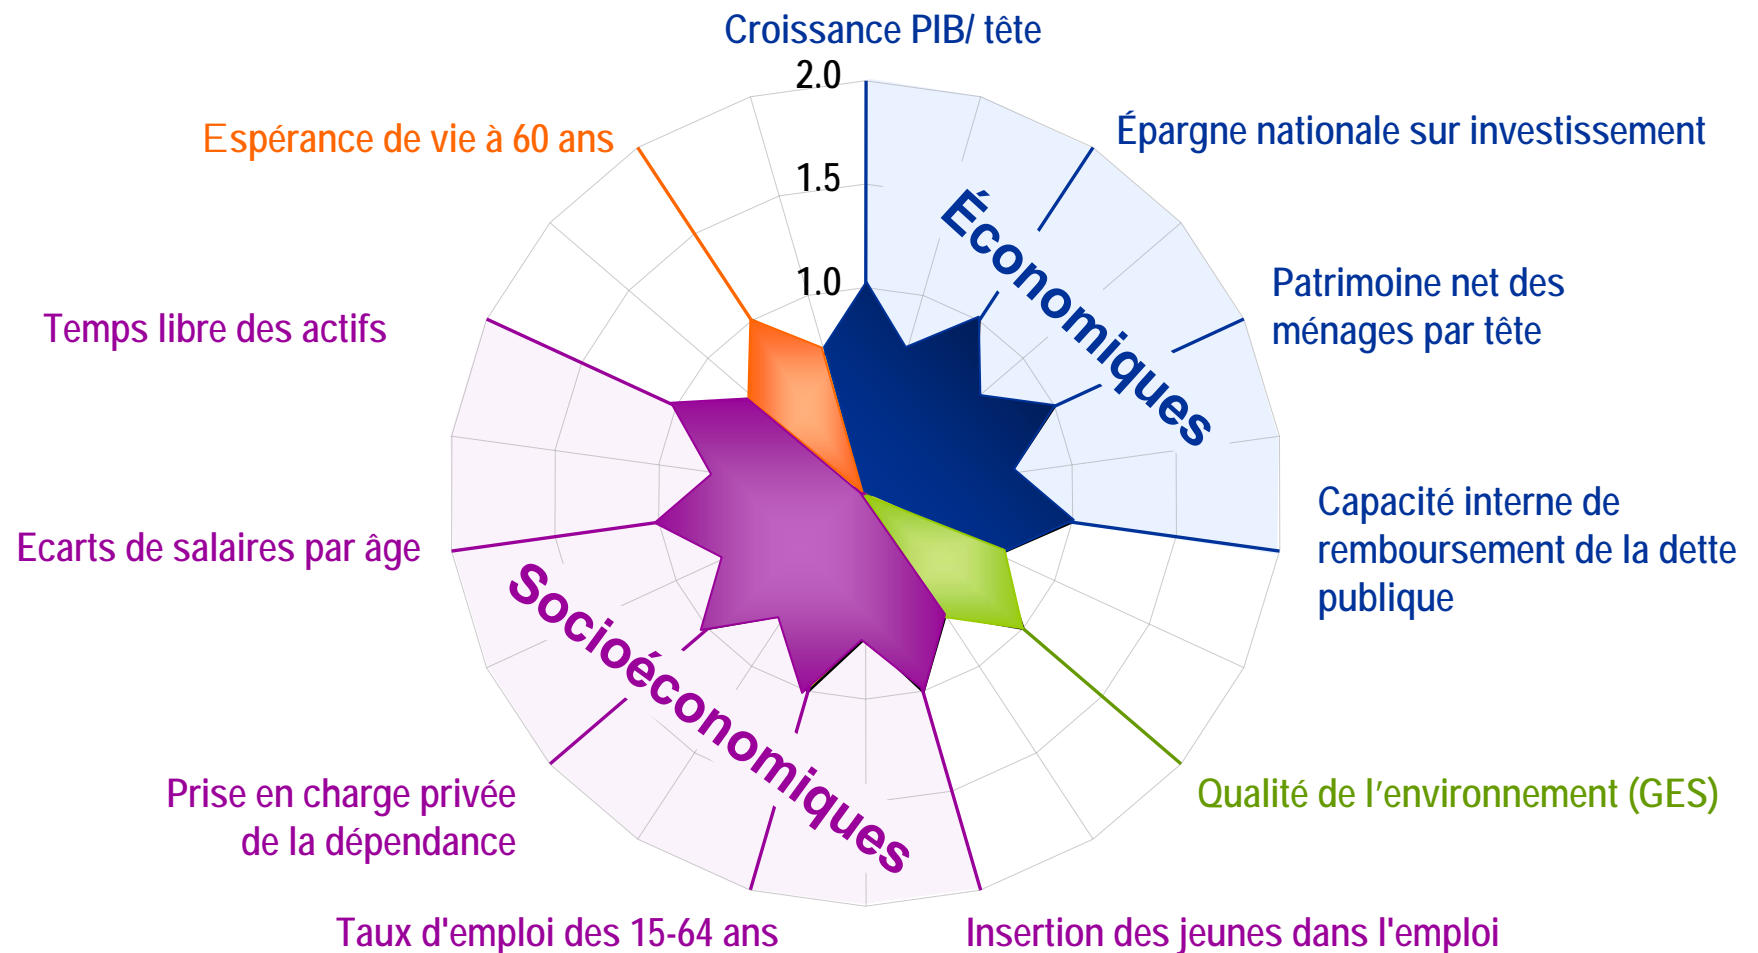 Croissance PIB/ tête
2.0
Espérance de vie à 60 ans
Épargne nationale sur investissement
1.5
Économiques
1.0
Patrimoine net des
ménages par tête
Temps libre des actifs
Capacité interne de
remboursement de la dette
publique
Ecarts de salaires par âge
Socioéconomiques
Prise en charge privée
de la dépendance
Qualité de l’environnement (GES)
Taux d'emploi des 15-64 ans
Insertion des jeunes dans l'emploi